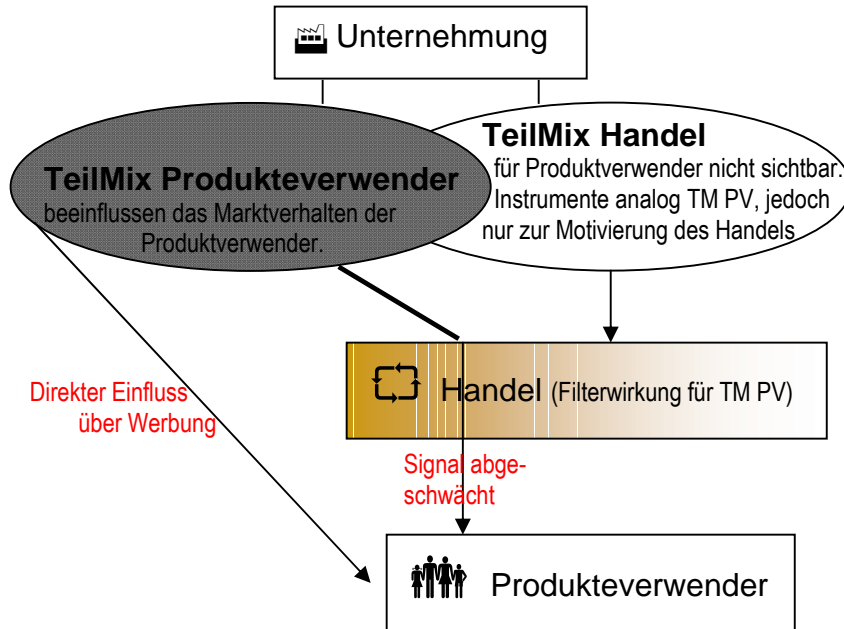 Unternehmung
TeilMix Produkteverwender
beeinflussen das Marktverhalten der
Produktverwender.
TeilMix Handel
für Produktverwender nicht sichtbar.
Instrumente analog TM PV, jedoch
nur zur Motivierung des Handels
Direkter Einfluss
über Werbung
Handel (Filterwirkung für TM PV)
Signal abge-
schwächt
Produkteverwender